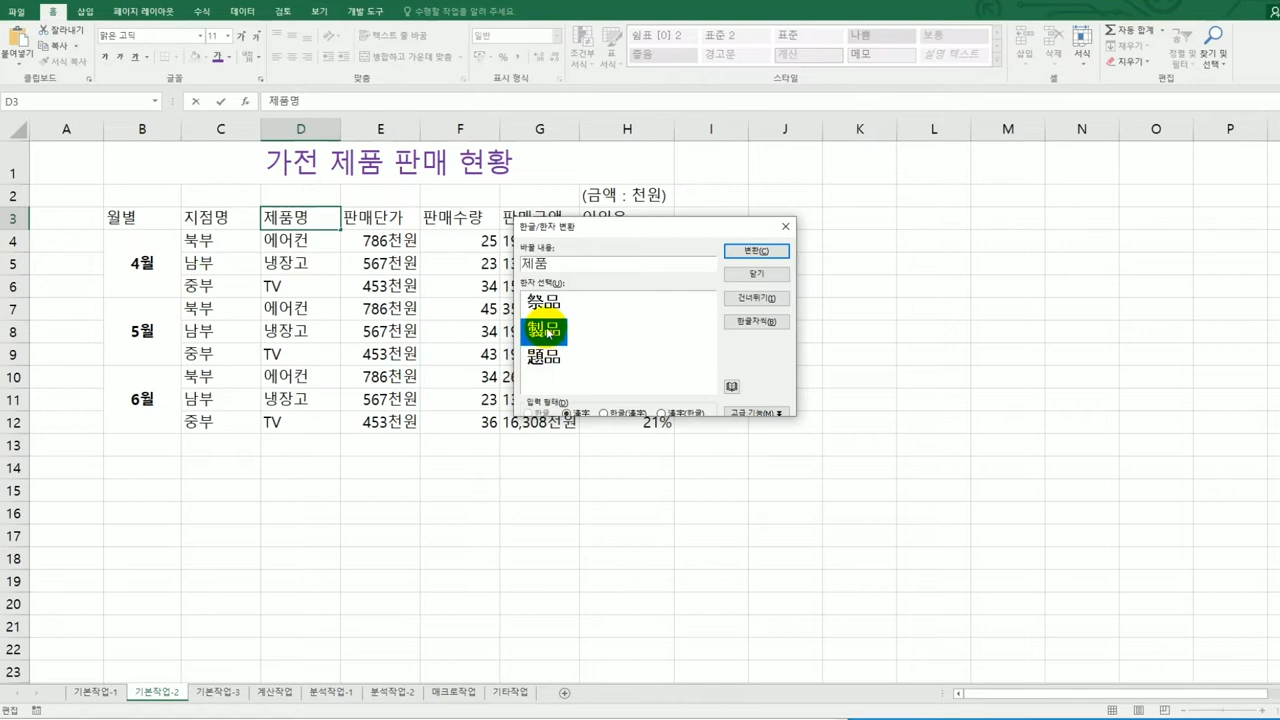 파일 홈 삽입 페이지 레이아웃 수식 데이터 검토 보기 개발 도구 수행할 작업을 알려 주세요.
붙여넣기 잘라내기 복사 서식 복사 클립보드
맑은 고딕 11 가 가 가 가 가 글꼴
텍스트 줄 바꿈 병합하고 가운데 맞춤 맞춤
일반 % 표시 형식
조건부 서식 표 서식
쉼표 [0] 2 표준 2 표준 나쁨 보통
좋음 경고문 계산 메모 설명 텍스트
스타일
삽입 삭제 서식 셀
자동 합계 채우기 지우기 정렬 및 필터 찾기 및 선택 편집
D3 fx 제품명
A B C D E F G H I J K L M N O P
1 가전 제품 판매 현황
2 (금액 : 천원)
3 월별 지점명 제품명 판매단가 판매수량 판매금액
4 북부 에어컨 786천원 25
5 4월 남부 냉장고 567천원 23
6 중부 TV 453천원 34
7 북부 에어컨 786천원 45
8 5월 남부 냉장고 567천원 34
9 중부 TV 453천원 43
10 북부 에어컨 786천원 34
11 6월 남부 냉장고 567천원 23
12 중부 TV 453천원 36 16,308천원 21%
13
14
15
16
17
18
19
20
21
22
23
한글/한자 변환
바꿀 내용:
제품
한자 선택(U):
祭品
製品
題品
변환(C)
닫기
건너뛰기(I)
한글자씩(B)
입력 형태(O)
한글 漢字 한글(漢字) 漢字(한글)
고급 기능(M)
기본작업-1 기본작업-2 기본작업-3 계산작업 분석작업-1 분석작업-2 매크로작업 기타작업
편집